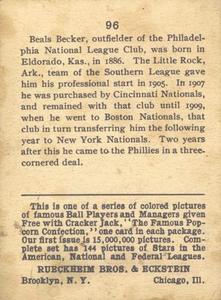 96
Beals Becker, outfielder of the Philadel-
phia National League Club, was born in
Eldorado, Kas., in 1886. The Little Rock,
Ark., team of the Southern League gave
him his professional start in 1905. In 1907
he was purchased by Cincinnati Nationals,
and remained with that club until 1909,
when he went to Boston Nationals, that
club in turn transferring him the following
year to New York Nationals. Two years
after this he came to the Phillies in a three-
cornered deal.
This is one of a series of colored pictures
of famous Ball Players and Managers given
Free with Cracker Jack, "The Famous Pop-
corn Confection," one card in each package.
Our first issue is 15,000,000 pictures. Com-
plete set has 144 pictures of Stars in the
American, National and Federal Leagues.
RUECKHEIM BROS. & ECKSTEIN
Brooklyn, N. Y. Chicago, Ill.